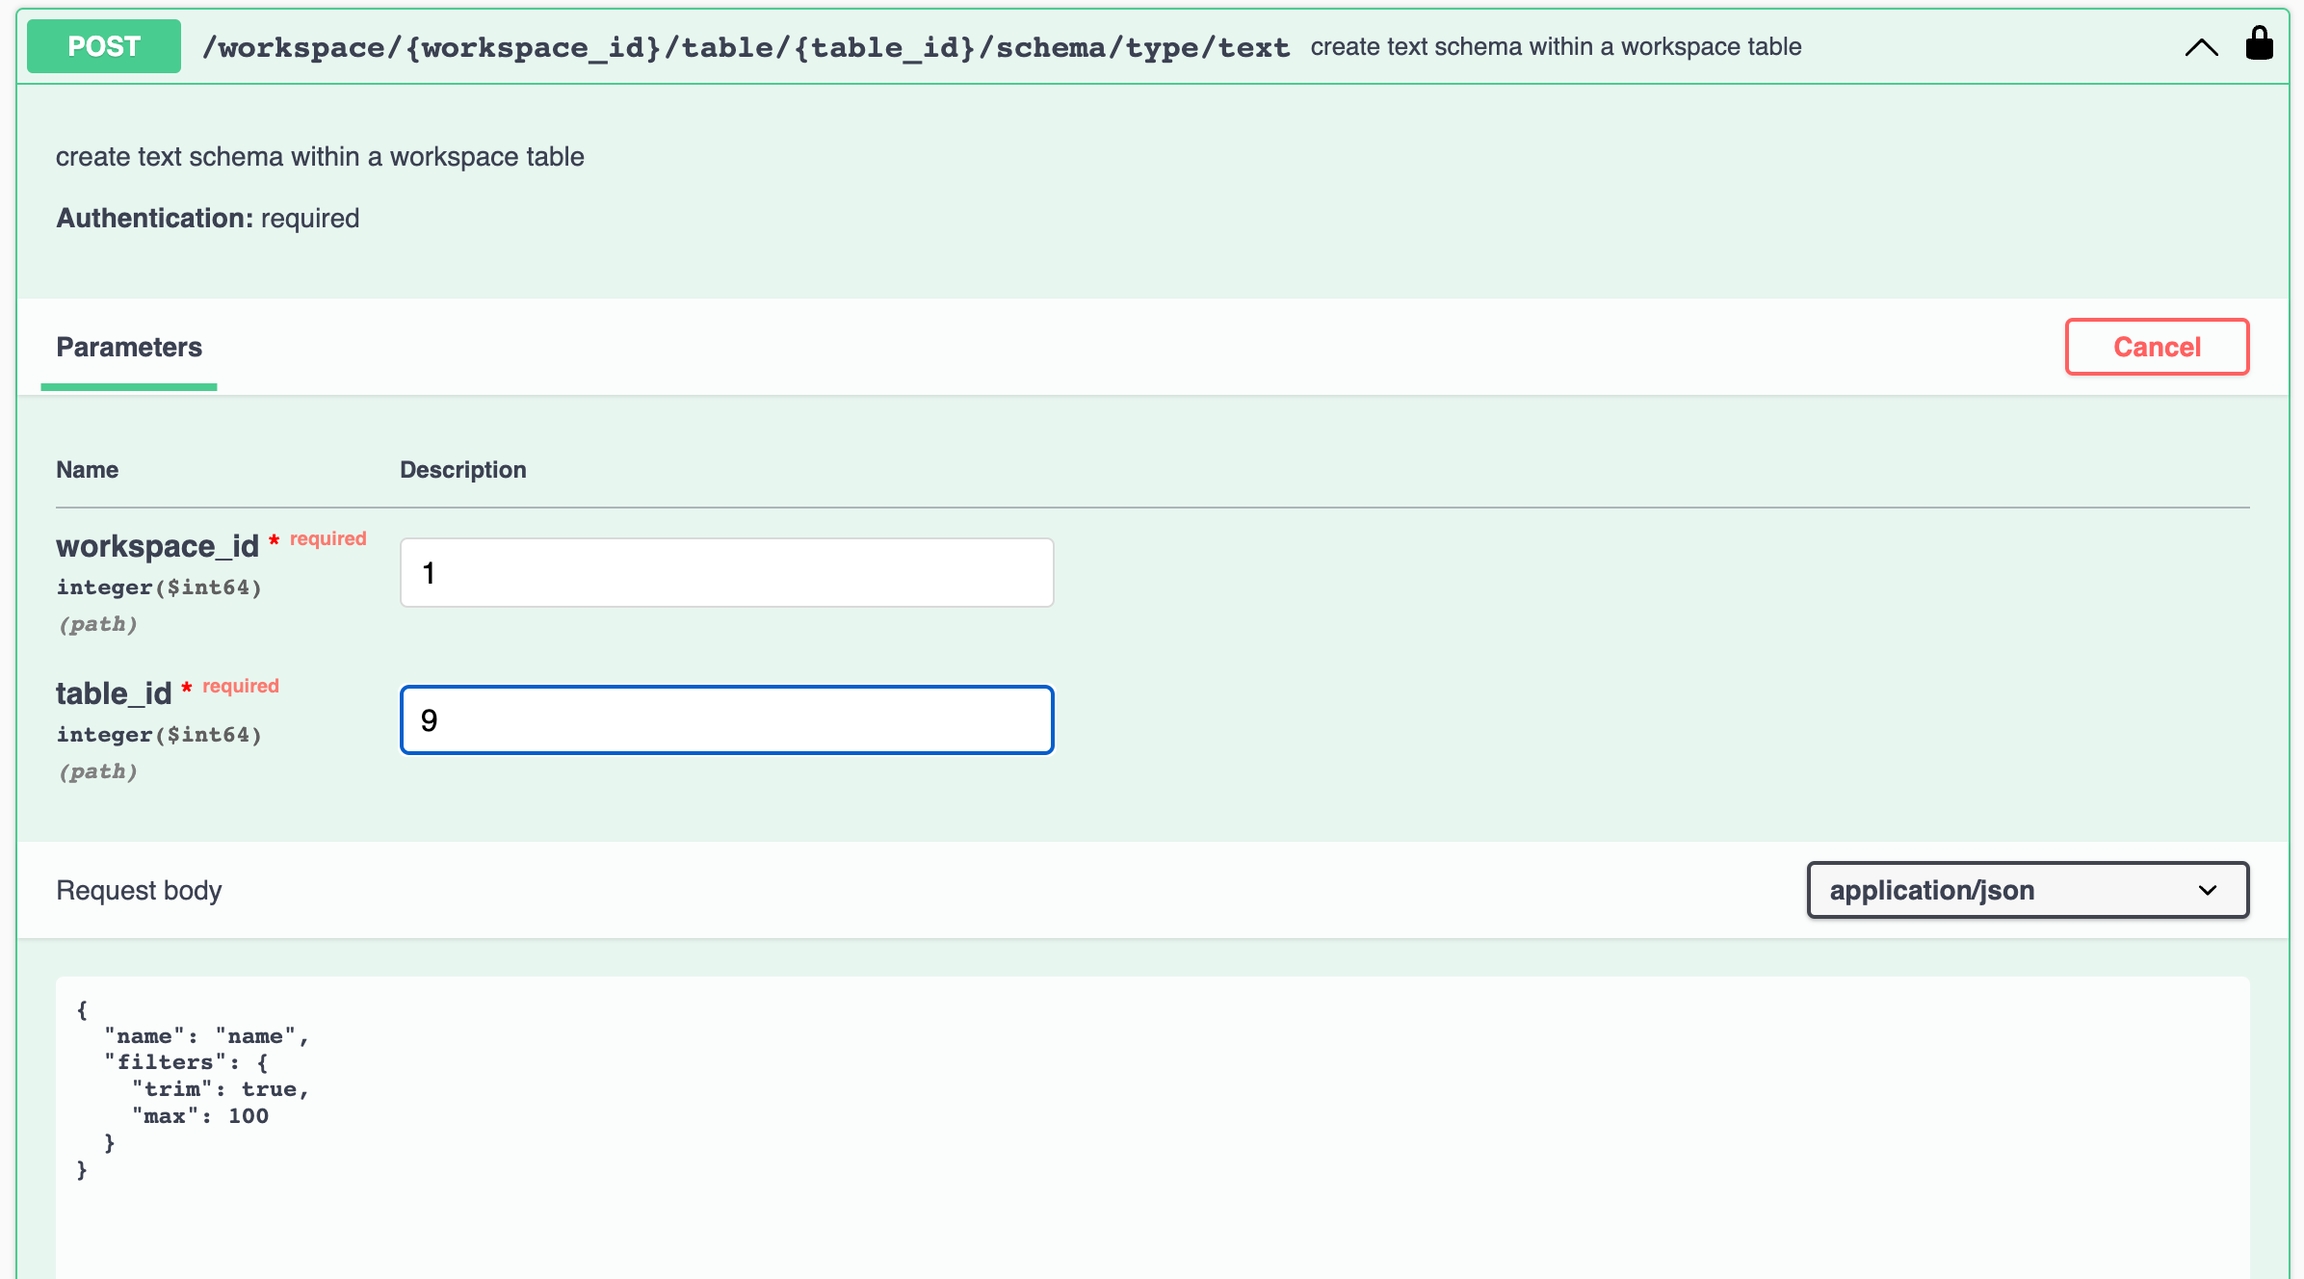 POST /workspace/{workspace_id}/table/{table_id}/schema/type/text create text schema within a workspace table
create text schema within a workspace table
Authentication: required
Parameters
Cancel
Name Description
workspace_id * required
integer($int64)
(path)
1
table_id * required
integer($int64)
(path)
9
Request body
application/json
{
  "name": "name",
  "filters": {
    "trim": true,
    "max": 100
  }
}